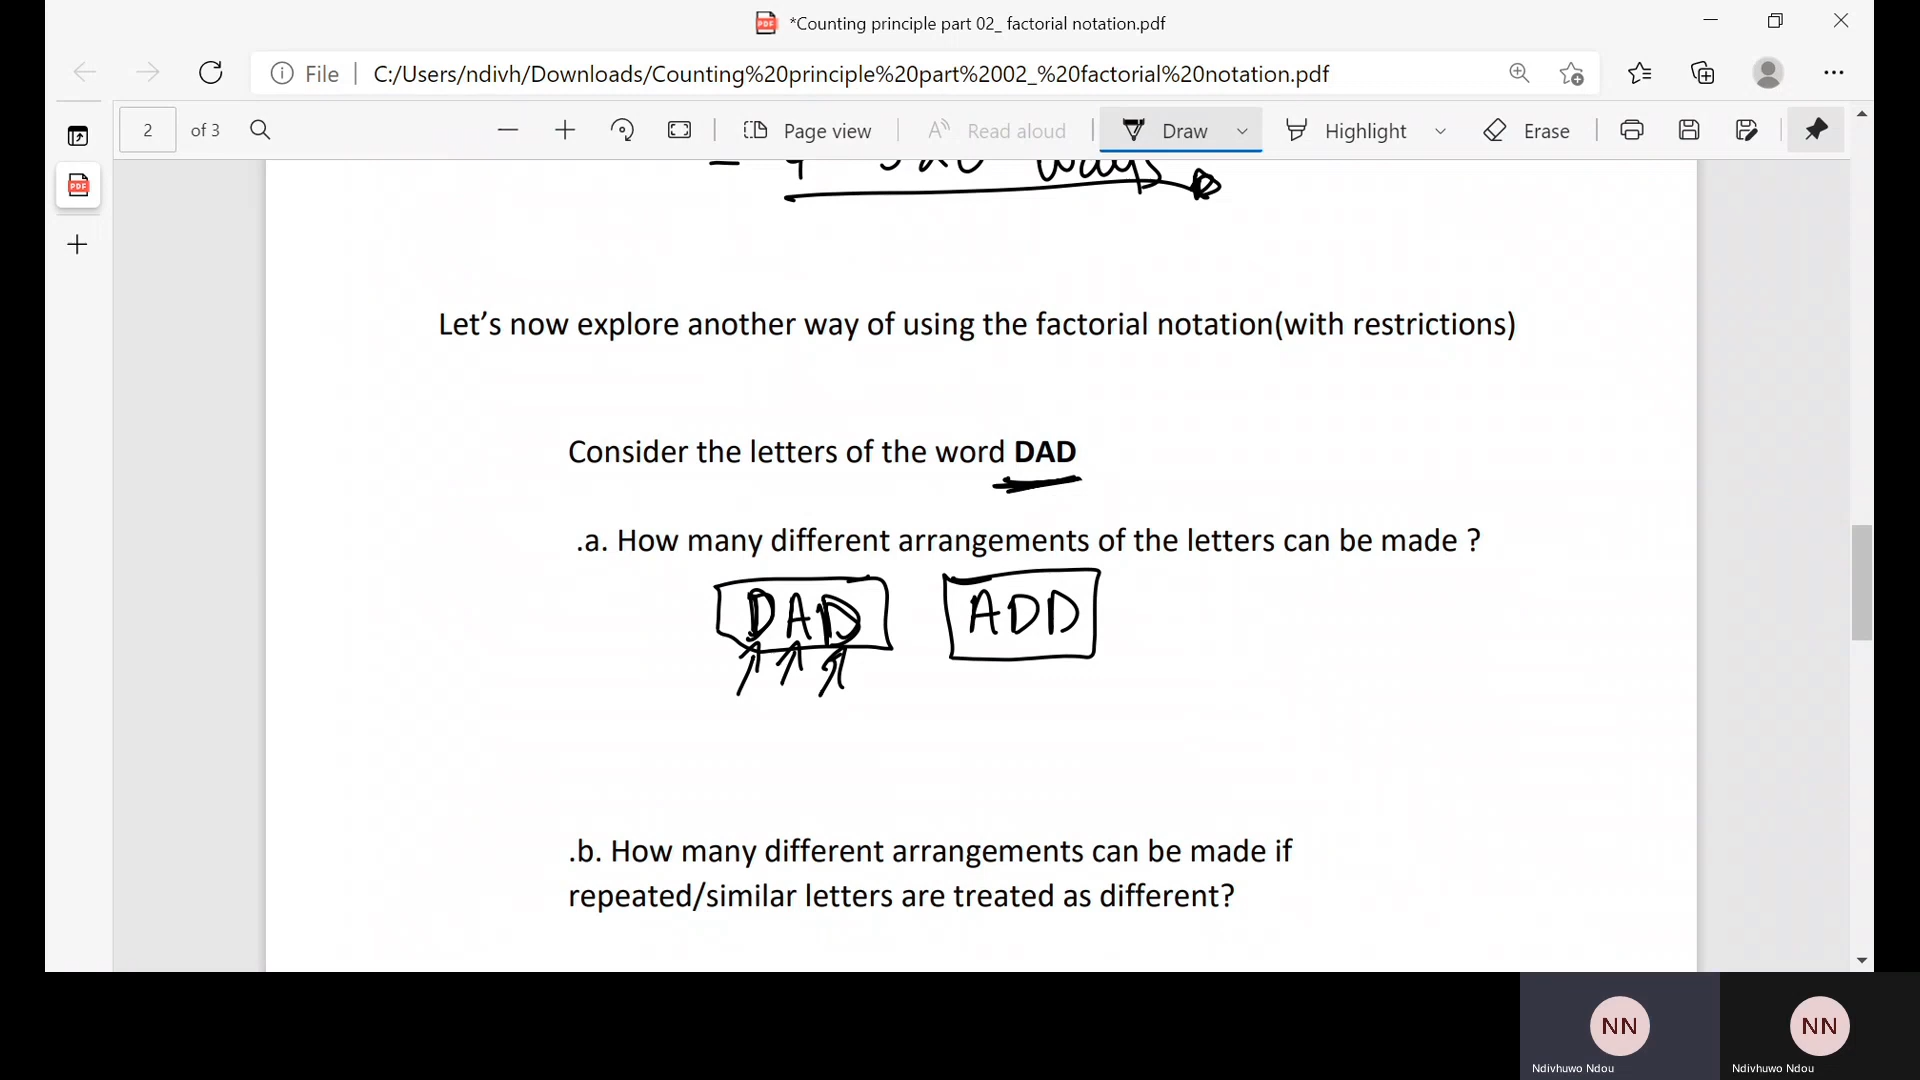 *Counting principle part 02_ factorial notation.pdf
File C:/Users/ndivh/Downloads/Counting%20principle%20part%2002_%20factorial%20notation.pdf
2 of 3 Page view Read aloud Draw Highlight Erase
= ways
Let’s now explore another way of using the factorial notation(with restrictions)
Consider the letters of the word DAD
.a. How many different arrangements of the letters can be made ?
DAD ADD
.b. How many different arrangements can be made if
repeated/similar letters are treated as different?
NN NN
Ndivhuwo Ndou Ndivhuwo Ndou